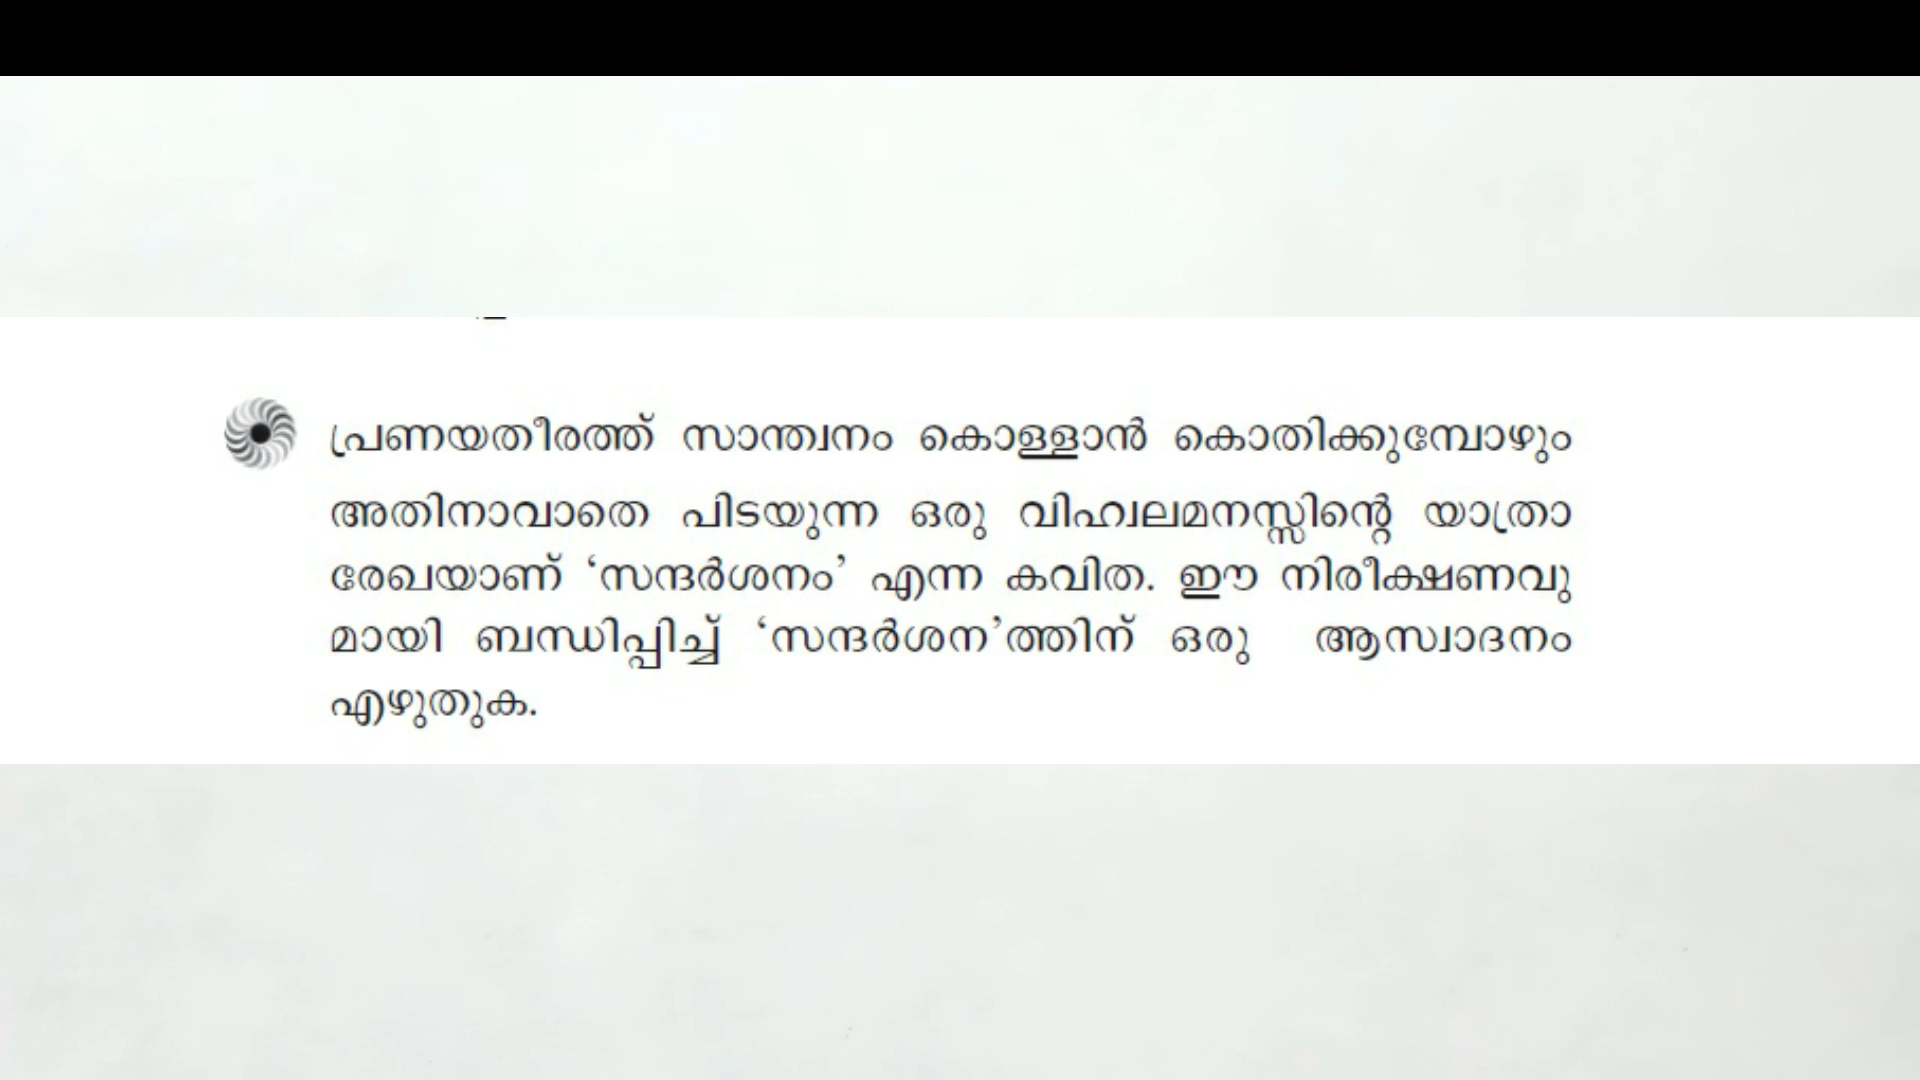 പ്രണയതീരത്ത് സാന്ത്വനം കൊള്ളാൻ കൊതിക്കുമ്പോഴും
അതിനാവാതെ പിടയുന്ന ഒരു വിഹ്വലമനസ്സിന്റെ യാത്രാ
രേഖയാണ് ‘സന്ദർശനം’ എന്ന കവിത. ഈ നിരീക്ഷണവു
മായി ബന്ധിപ്പിച്ച് ‘സന്ദർശന’ത്തിന് ഒരു ആസ്വാദനം
എഴുതുക.